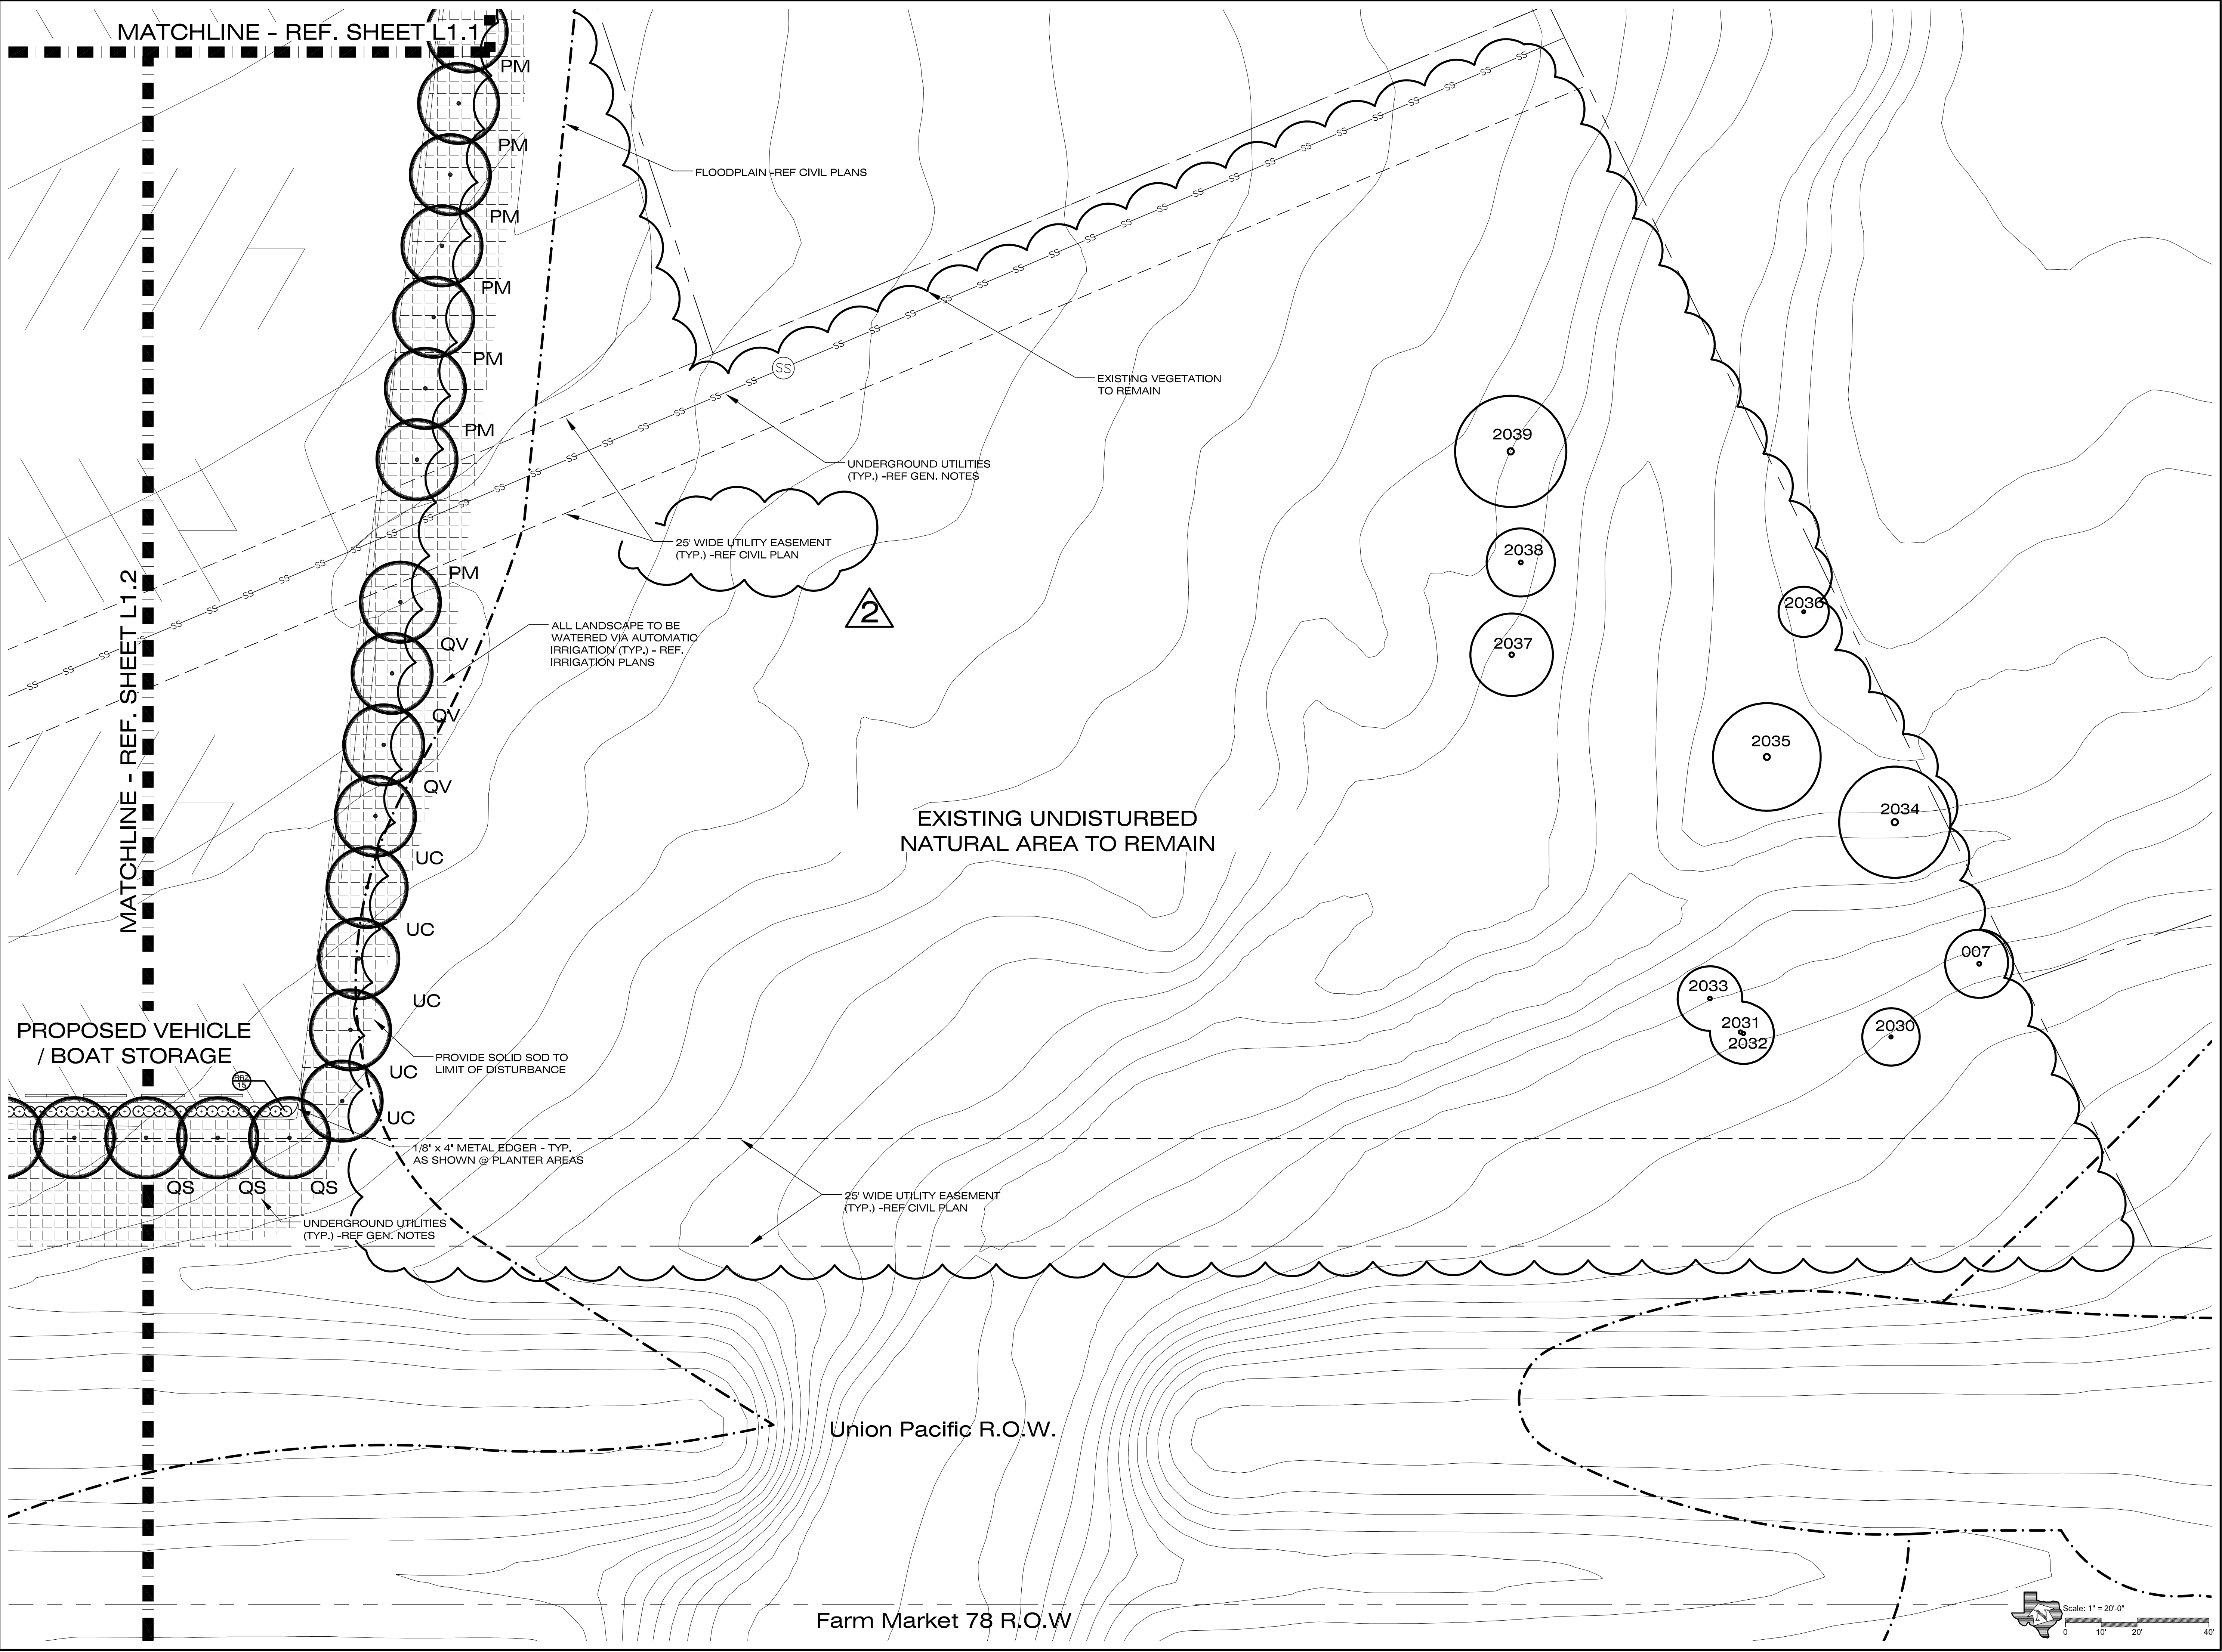 MATCHLINE - REF. SHEET L1.1
PM
PM
FLOODPLAIN -REF CIVIL PLANS
PM
PM
PM
EXISTING VEGETATION
TO REMAIN
SS
PM
2039
UNDERGROUND UTILITIES
(TYP.) -REF GEN. NOTES
25' WIDE UTILITY EASEMENT
(TYP.) -REF CIVIL PLAN
2038
PM
2
2036
MATCHLINE - REF. SHEET L1.2
ALL LANDSCAPE TO BE
WATERED VIA AUTOMATIC
IRRIGATION (TYP.) - REF.
IRRIGATION PLANS
QV
2037
QV
2035
QV
2034
EXISTING UNDISTURBED
NATURAL AREA TO REMAIN
UC
UC
007
2033
UC
2031
2032
2030
PROPOSED VEHICLE
/ BOAT STORAGE
PROVIDE SOLID SOD TO
LIMIT OF DISTURBANCE
UC
15
UC
1/8" x 4" METAL EDGER - TYP.
AS SHOWN @ PLANTER AREAS
QS QS QS
25' WIDE UTILITY EASEMENT
(TYP.) -REF CIVIL PLAN
UNDERGROUND UTILITIES
(TYP.) -REF GEN. NOTES
Union Pacific R.O.W.
Farm Market 78 R.O.W
N
Scale: 1" = 20'-0"
0 10' 20' 40'